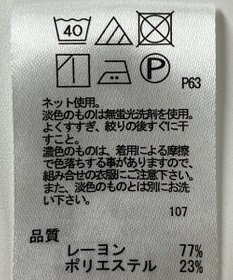 40
P
P63
ネット使用。
淡色のものは無蛍光洗剤を使用。
よくすすぎ、絞りの後すぐに干
すこと。
濃色のものは、着用による摩擦
で色落ちする事がありますので、
組み合せの衣服にご注意下さい。
また、淡色のものとは別にお洗
い下さい。
107
品質
レーヨン 77%
ポリエステル 23%